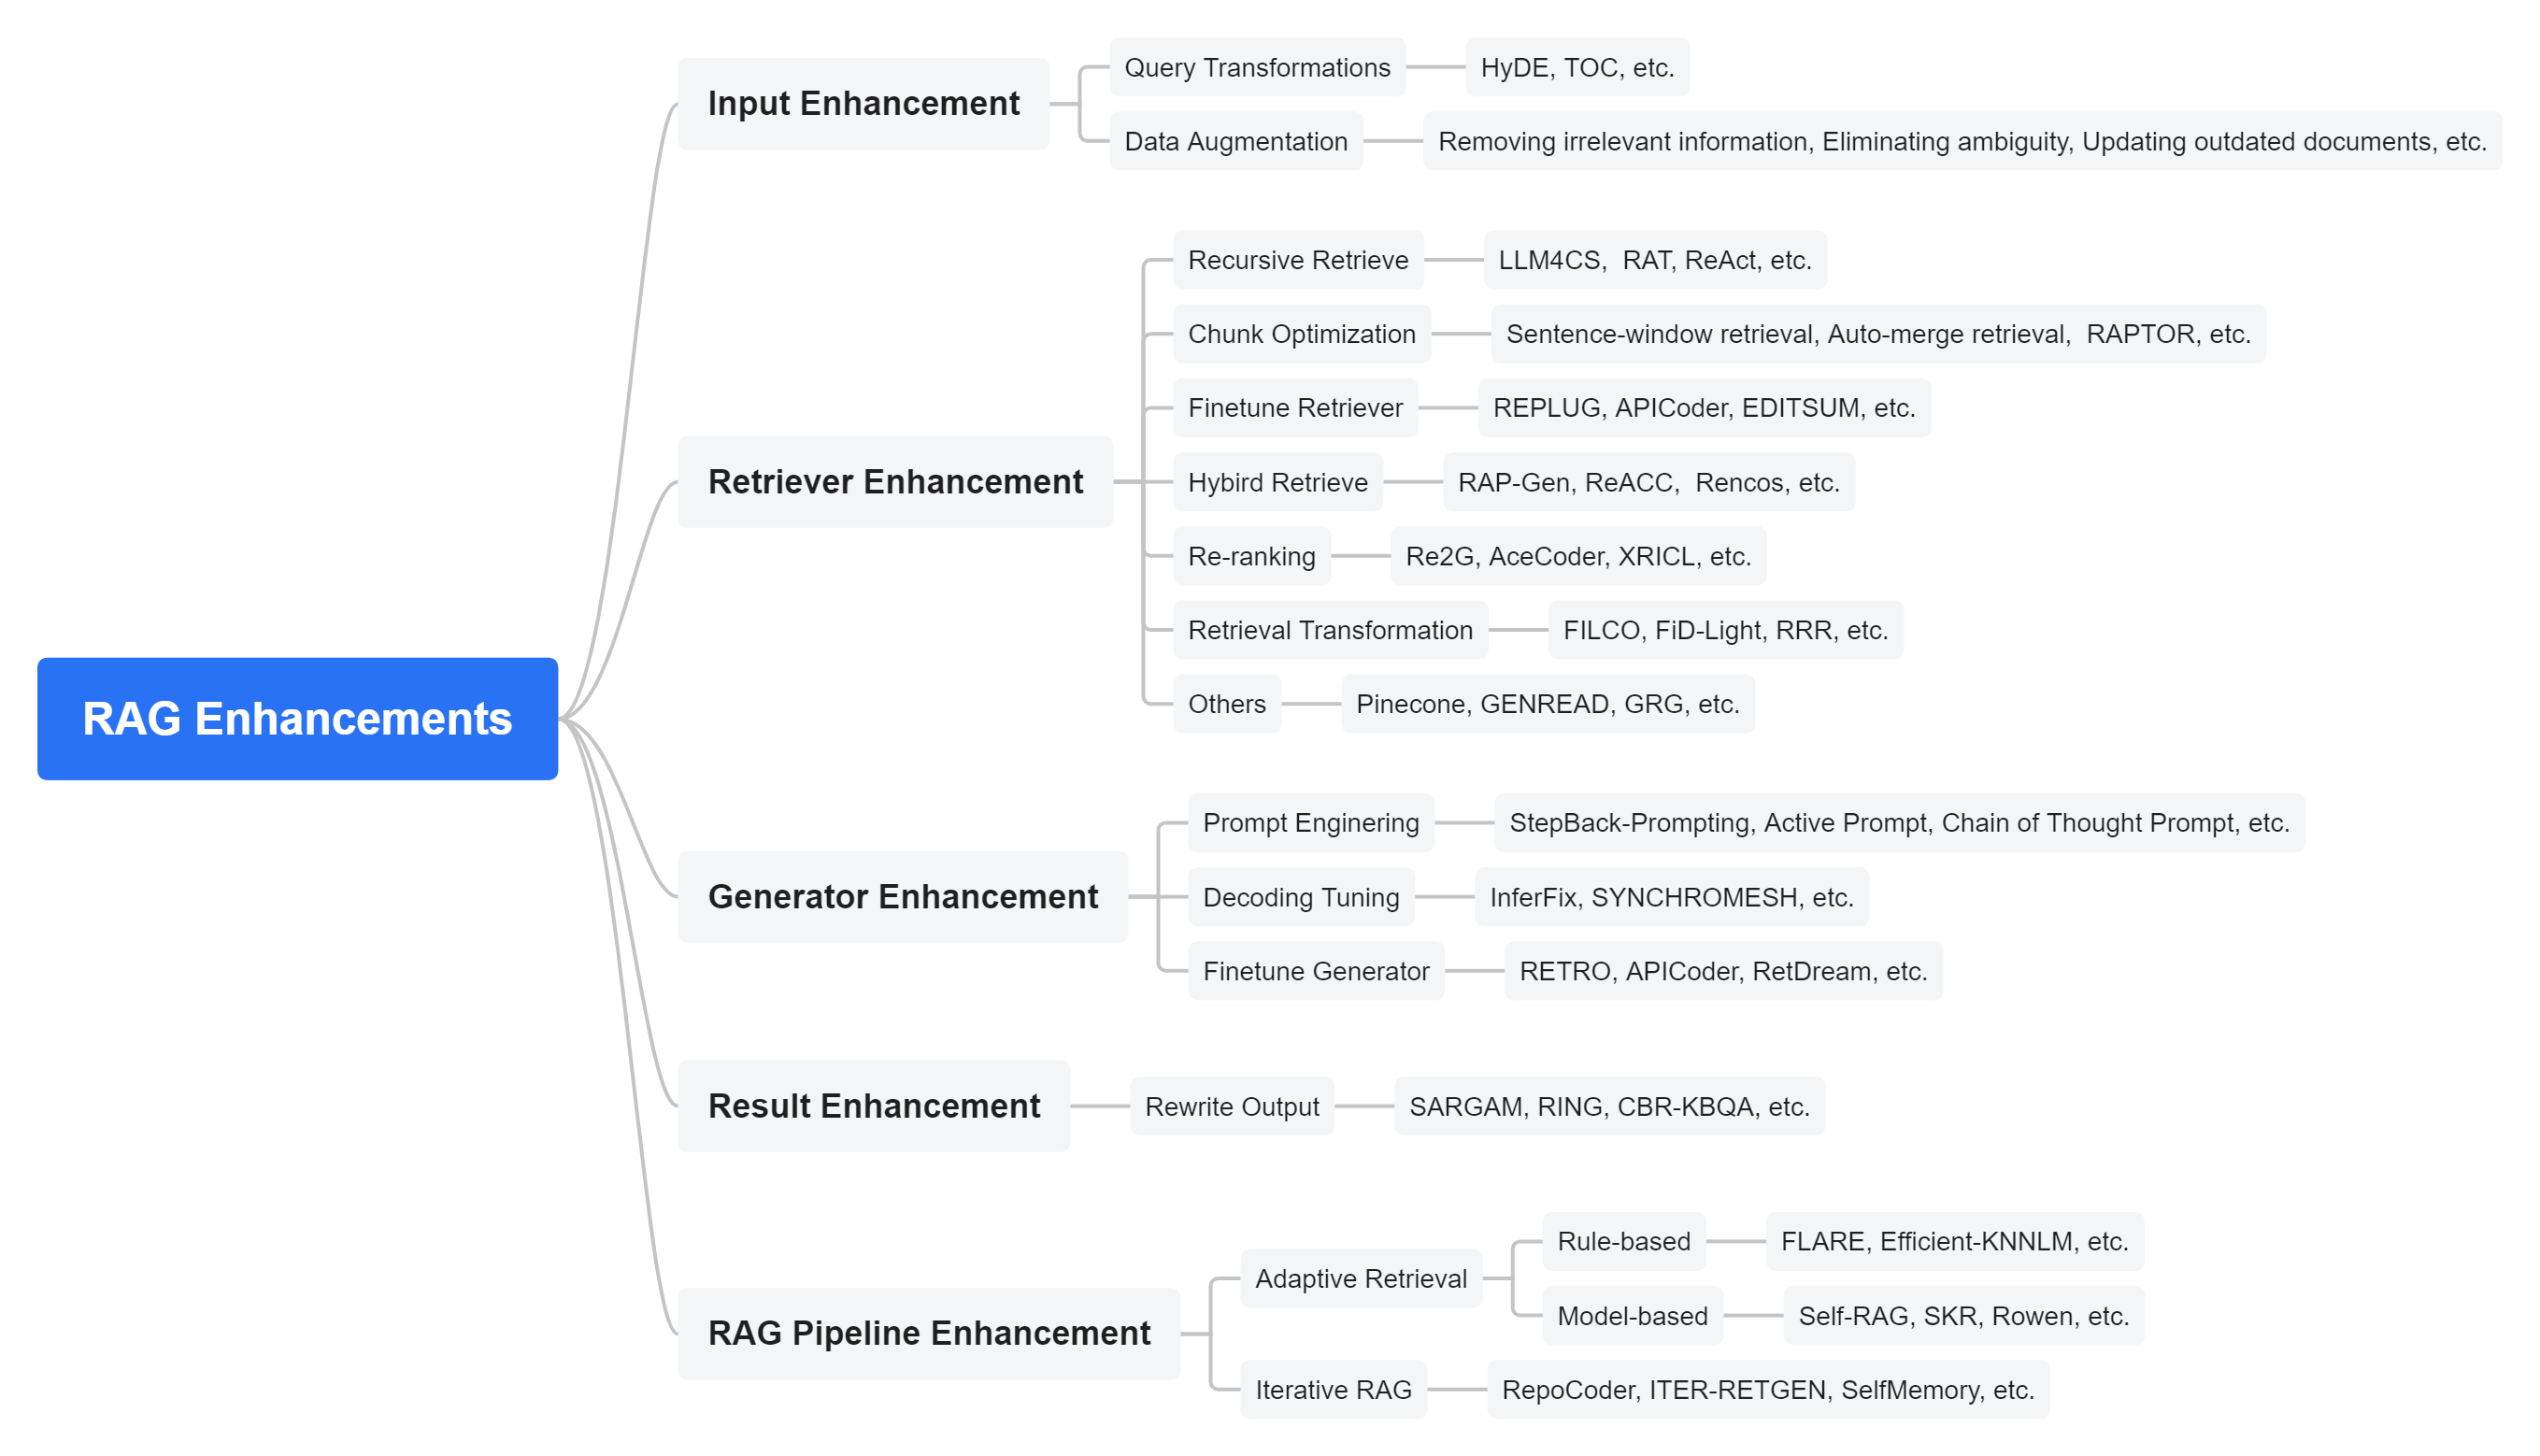 RAG Enhancements
Input Enhancement
Query Transformations
HyDE, TOC, etc.
Data Augmentation
Removing irrelevant information, Eliminating ambiguity, Updating outdated documents, etc.
Retriever Enhancement
Recursive Retrieve
LLM4CS,  RAT, ReAct, etc.
Chunk Optimization
Sentence-window retrieval, Auto-merge retrieval,  RAPTOR, etc.
Finetune Retriever
REPLUG, APICoder, EDITSUM, etc.
Hybird Retrieve
RAP-Gen, ReACC,  Rencos, etc.
Re-ranking
Re2G, AceCoder, XRICL, etc.
Retrieval Transformation
FILCO, FiD-Light, RRR, etc.
Others
Pinecone, GENREAD, GRG, etc.
Generator Enhancement
Prompt Enginering
StepBack-Prompting, Active Prompt, Chain of Thought Prompt, etc.
Decoding Tuning
InferFix, SYNCHROMESH, etc.
Finetune Generator
RETRO, APICoder, RetDream, etc.
Result Enhancement
Rewrite Output
SARGAM, RING, CBR-KBQA, etc.
RAG Pipeline Enhancement
Adaptive Retrieval
Rule-based
FLARE, Efficient-KNNLM, etc.
Model-based
Self-RAG, SKR, Rowen, etc.
Iterative RAG
RepoCoder, ITER-RETGEN, SelfMemory, etc.